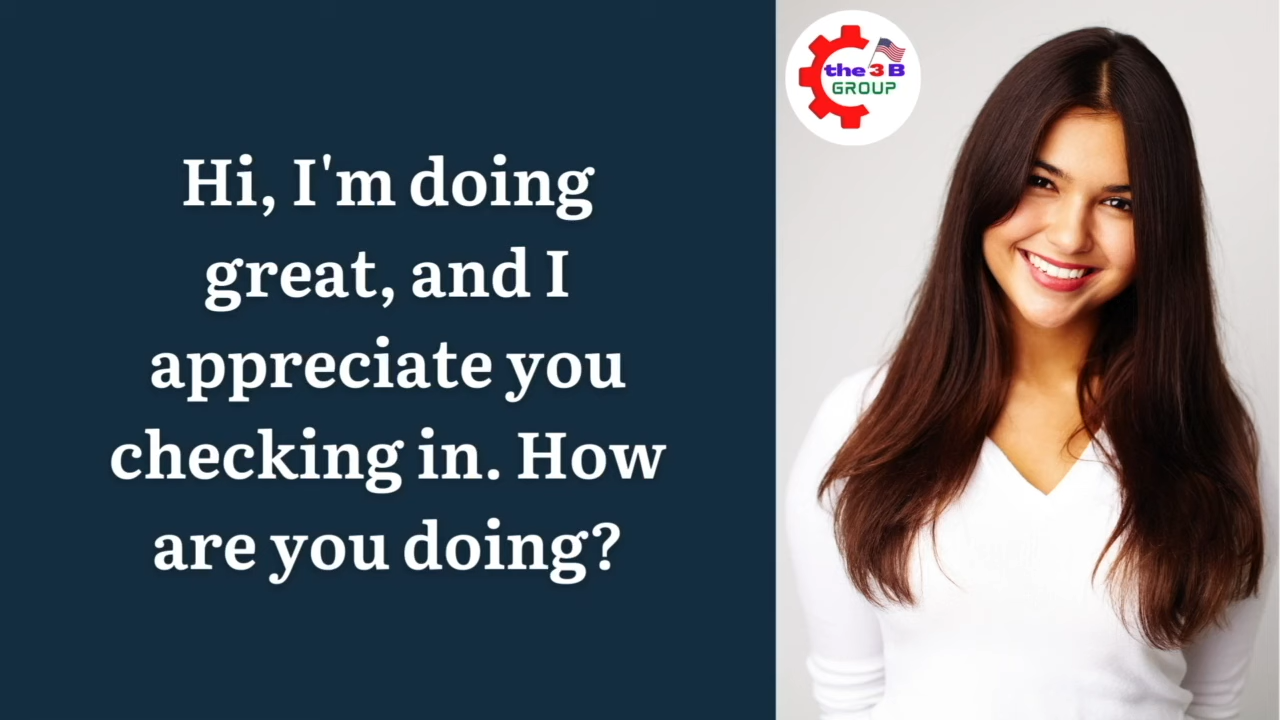 Hi, I'm doing
great, and I
appreciate you
checking in. How
are you doing?
the 3 B
GROUP